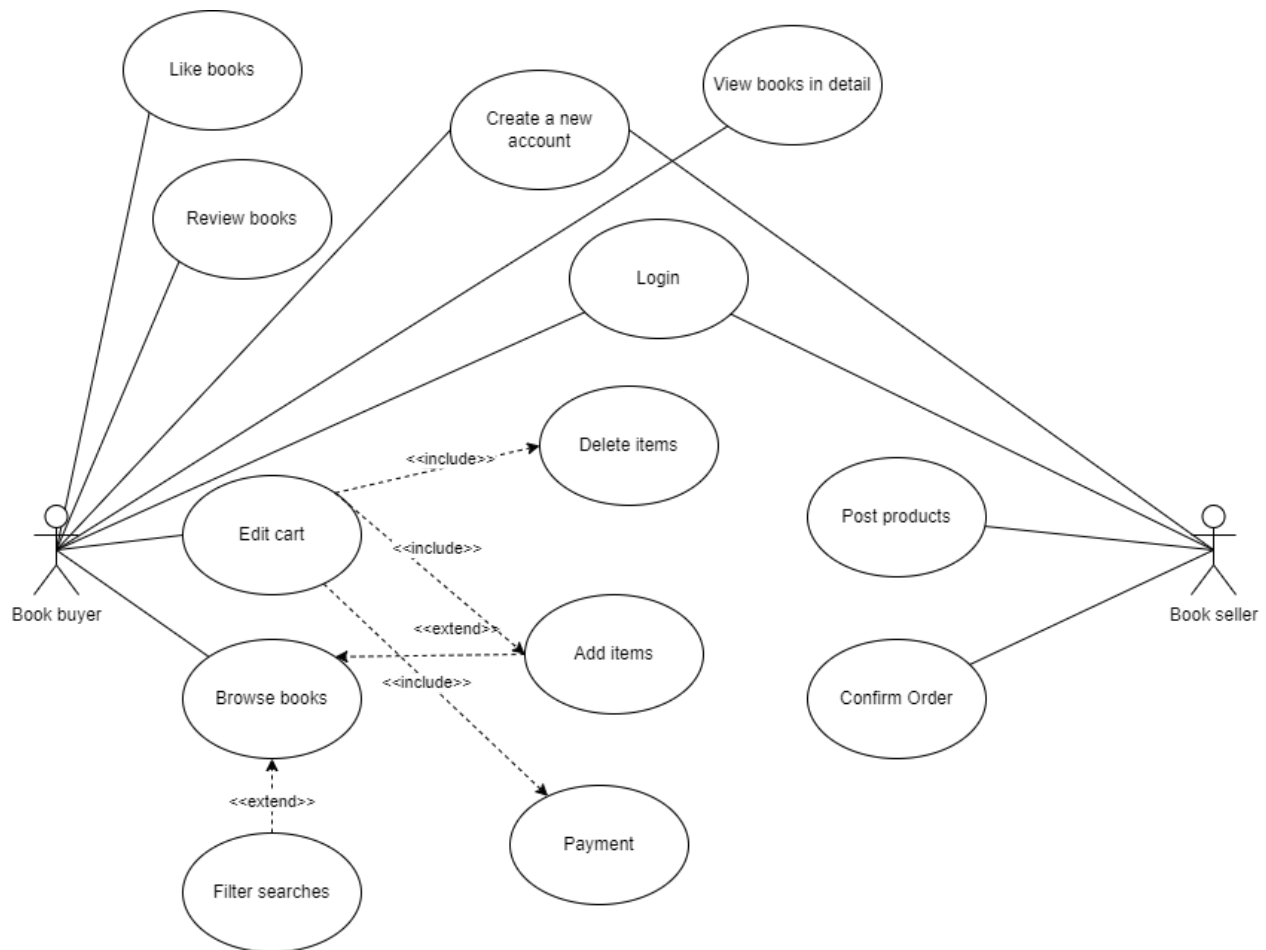 Like books
View books in detail
Create a new
account
Review books
Login
Delete items
<<include>>
Post products
Edit cart
<<include>>
Book buyer
Book seller
<<extend>>
Add items
<<include>>
Browse books
Confirm Order
<<extend>>
Payment
Filter searches